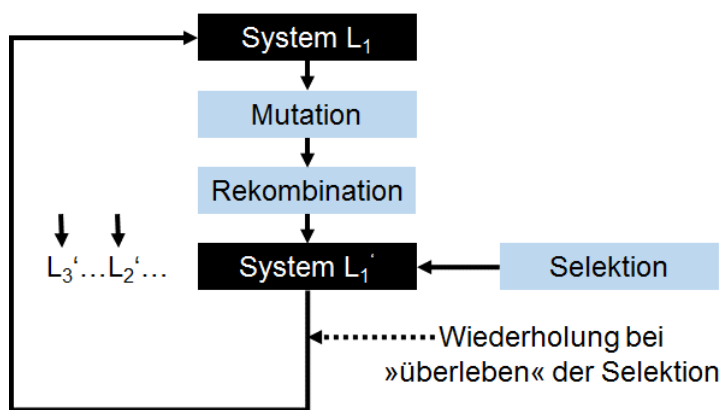 System L₁
Mutation
Rekombination
L₃‘…L₂‘…
System L₁‘
Selektion
Wiederholung bei
»überleben« der Selektion